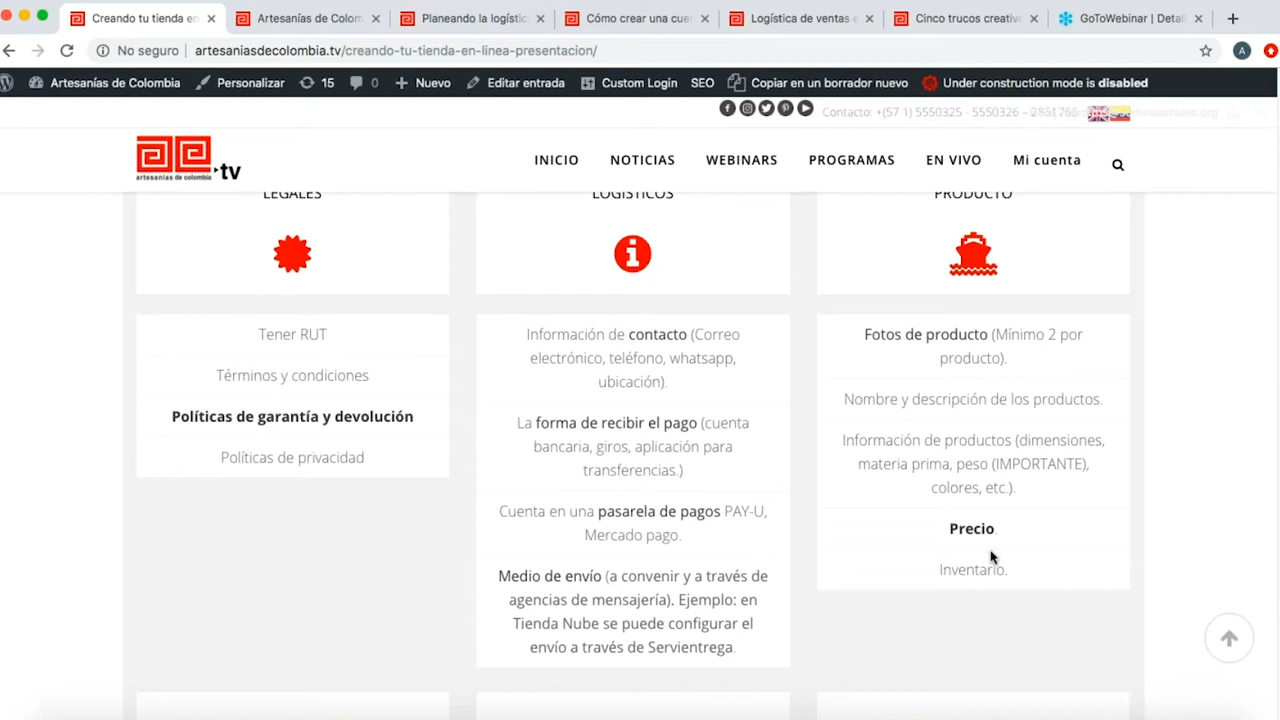 Creando tu tienda en
Artesanías de Colom
Planeando la logístic
Cómo crear una cue
Logística de ventas e
Cinco trucos creativ
GoToWebinar | Detal
No seguro | artesaniasdecolombia.tv/creando-tu-tienda-en-linea-presentacion/
A
Artesanías de Colombia Personalizar 15 0 Nuevo Editar entrada Custom Login SEO Copiar en un borrador nuevo Under construction mode is disabled
Contacto: +(57 1) 5550325 - 5550326 -
artesanías de colombia
.tv
INICIO NOTICIAS WEBINARS PROGRAMAS EN VIVO Mi cuenta
LEGALES
Tener RUT
Términos y condiciones
Políticas de garantía y devolución
Políticas de privacidad
LOGÍSTICOS
Información de contacto (Correo
electrónico, teléfono, whatsapp,
ubicación).
La forma de recibir el pago (cuenta
bancaria, giros, aplicación para
transferencias.)
Cuenta en una pasarela de pagos PAY-U,
Mercado pago.
Medio de envío (a convenir y a través de
agencias de mensajería). Ejemplo: en
Tienda Nube se puede configurar el
envío a través de Servientrega.
PRODUCTO
Fotos de producto (Mínimo 2 por
producto).
Nombre y descripción de los productos.
Información de productos (dimensiones,
materia prima, peso (IMPORTANTE),
colores, etc.).
Precio.
Inventario.